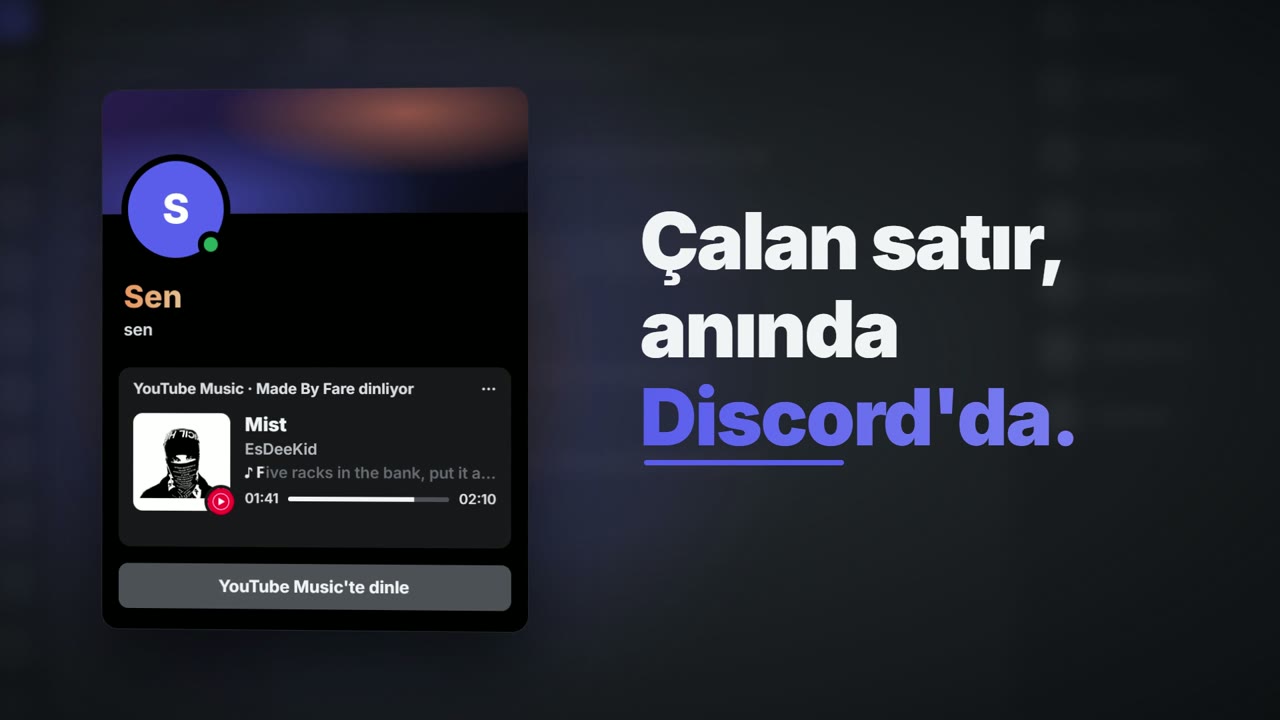 S
Sen
sen
YouTube Music · Made By Fare dinliyor
Mist
EsDeeKid
♪ Five racks in the bank, put it a...
01:41
02:10
YouTube Music'te dinle
Çalan satır,
anında
Discord'da.